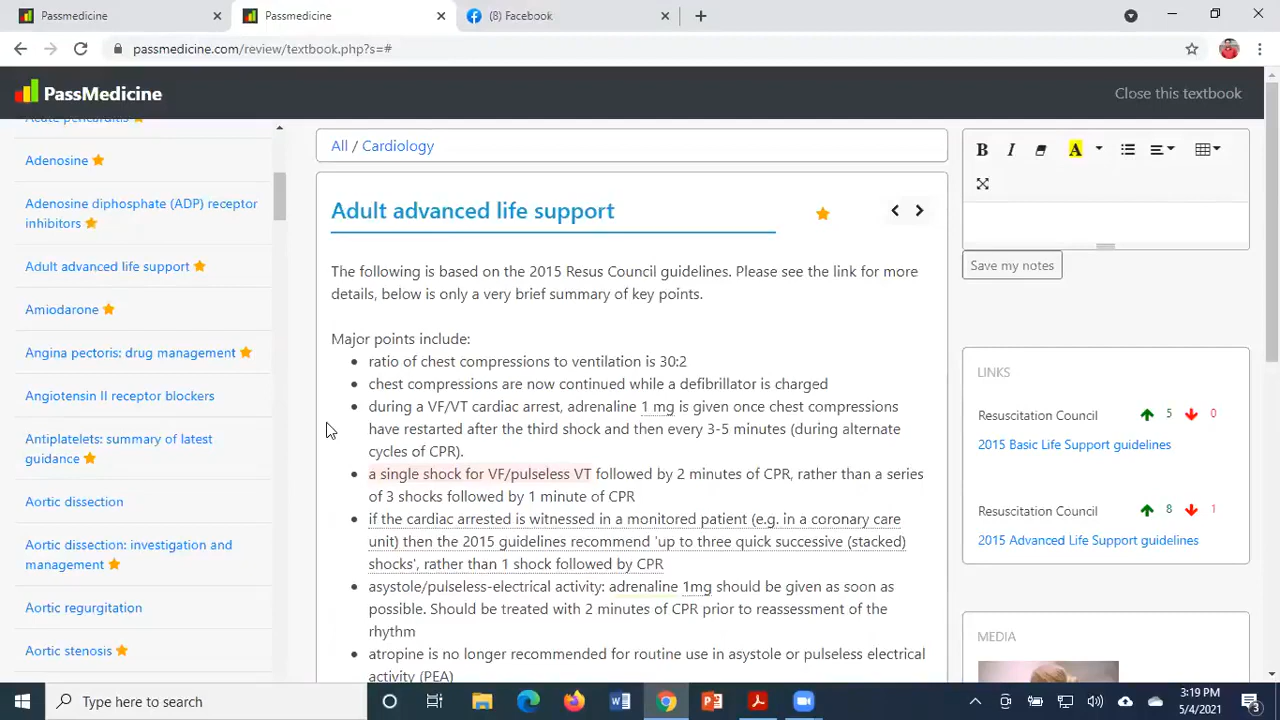 Passmedicine
Passmedicine
(8) Facebook
passmedicine.com/review/textbook.php?s=#
PassMedicine
Close this textbook
Acute pericarditis
Adenosine
Adenosine diphosphate (ADP) receptor
inhibitors
Adult advanced life support
Amiodarone
Angina pectoris: drug management
Angiotensin II receptor blockers
Antiplatelets: summary of latest
guidance
Aortic dissection
Aortic dissection: investigation and
management
Aortic regurgitation
Aortic stenosis
All / Cardiology
Adult advanced life support
The following is based on the 2015 Resus Council guidelines. Please see the link for more
details, below is only a very brief summary of key points.
Major points include:
ratio of chest compressions to ventilation is 30:2
chest compressions are now continued while a defibrillator is charged
during a VF/VT cardiac arrest, adrenaline 1 mg is given once chest compressions
have restarted after the third shock and then every 3-5 minutes (during alternate
cycles of CPR).
a single shock for VF/pulseless VT followed by 2 minutes of CPR, rather than a series
of 3 shocks followed by 1 minute of CPR
if the cardiac arrested is witnessed in a monitored patient (e.g. in a coronary care
unit) then the 2015 guidelines recommend 'up to three quick successive (stacked)
shocks', rather than 1 shock followed by CPR
asystole/pulseless-electrical activity: adrenaline 1mg should be given as soon as
possible. Should be treated with 2 minutes of CPR prior to reassessment of the
rhythm
atropine is no longer recommended for routine use in asystole or pulseless electrical
activity (PEA)
B I A
Save my notes
LINKS
Resuscitation Council 5 0
2015 Basic Life Support guidelines
Resuscitation Council 8 1
2015 Advanced Life Support guidelines
MEDIA
Type here to search
3:19 PM
5/4/2021
3